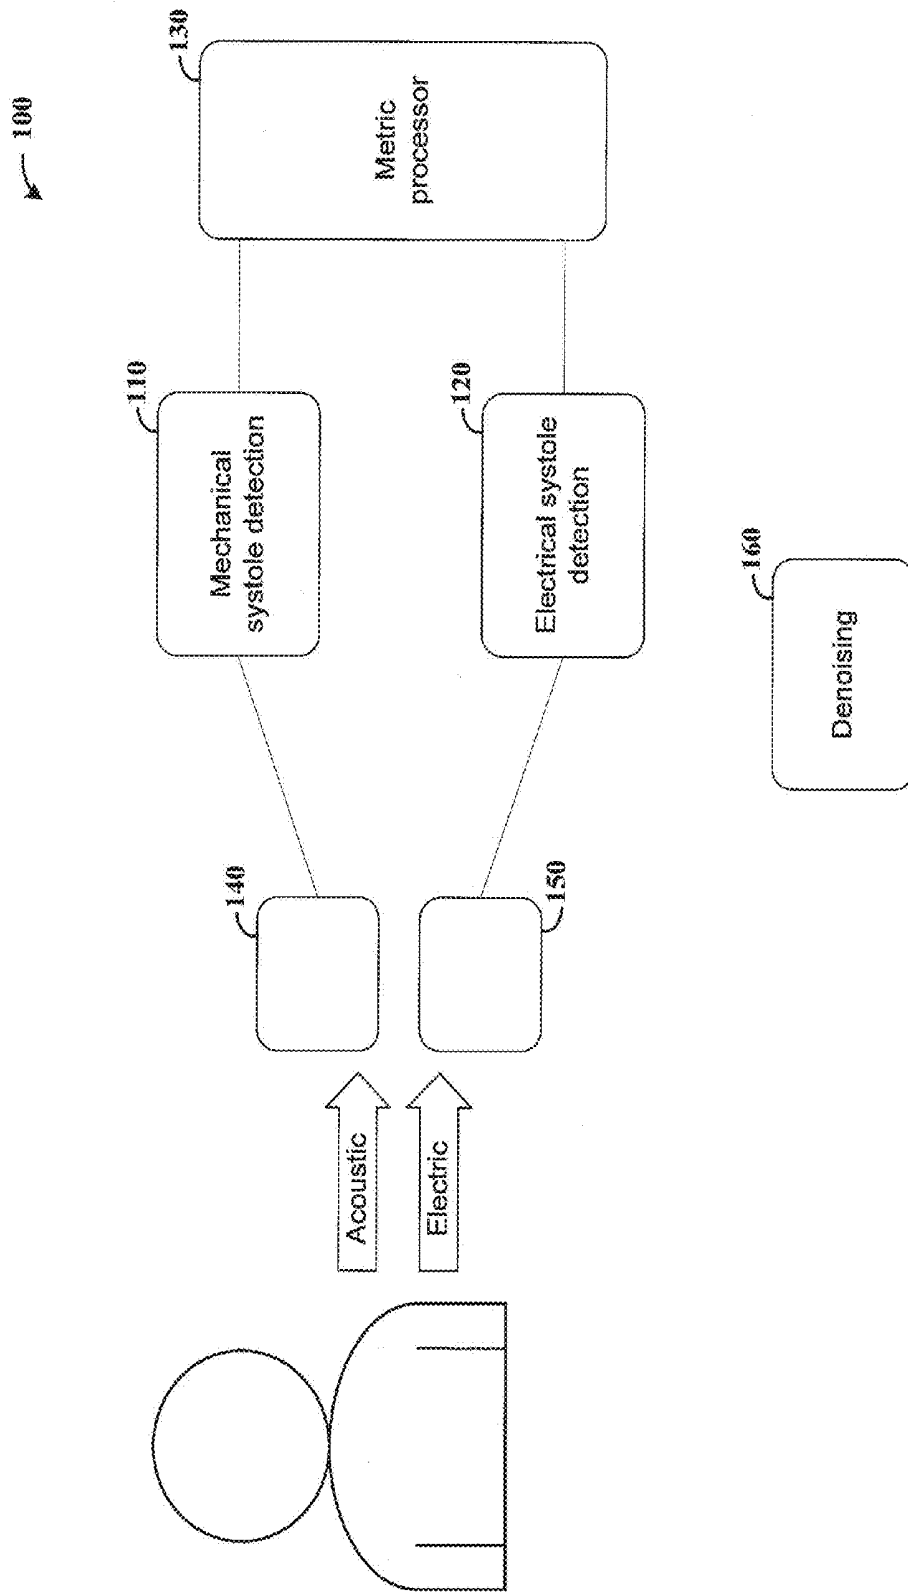 100
Acoustic
Electric
140
150
110
Mechanical
systole detection
120
Electrical systole
detection
130
Metric
processor
160
Denoising